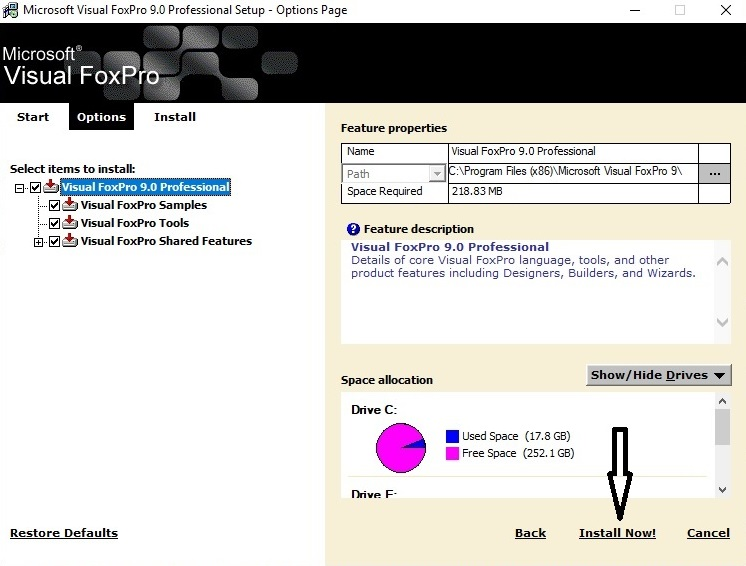 Microsoft Visual FoxPro 9.0 Professional Setup - Options Page
Microsoft®
Visual FoxPro
Start Options Install
Select items to install:
Visual FoxPro 9.0 Professional
Visual FoxPro Samples
Visual FoxPro Tools
Visual FoxPro Shared Features
Feature properties
Name Visual FoxPro 9.0 Professional
Path C:\Program Files (x86)\Microsoft Visual FoxPro 9\ ...
Space Required 218.83 MB
Feature description
Visual FoxPro 9.0 Professional
Details of core Visual FoxPro language, tools, and other
product features including Designers, Builders, and Wizards.
Space allocation Show/Hide Drives
Drive C:
Used Space (17.8 GB)
Free Space (252.1 GB)
Restore Defaults Back Install Now! Cancel